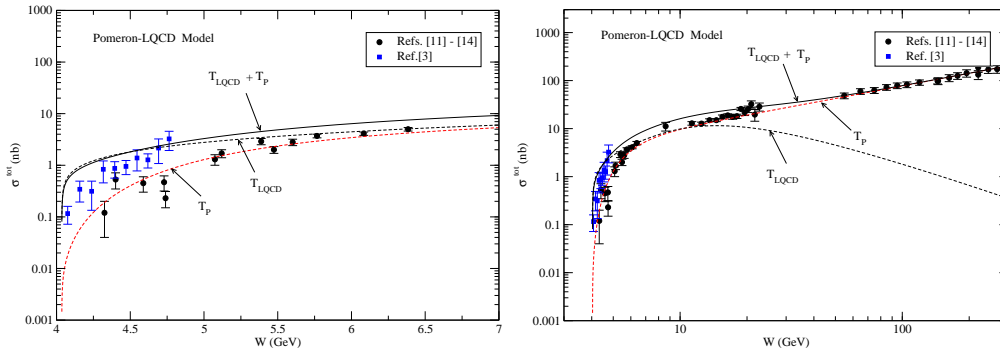 1000
100
10
1
0.1
0.01
0.001
σ^tot (nb)
Pomeron-LQCD Model
Refs. [11] - [14]
Ref.[3]
T_LQCD + T_P
T_LQCD
T_P
4 4.5 5 5.5 6 6.5 7
W (GeV)
1000
100
10
1
0.1
0.01
0.001
σ^tot (nb)
Pomeron-LQCD Model
Refs. [11] - [14]
Ref. [3]
T_LQCD + T_P
T_P
T_LQCD
10 100
W (GeV)